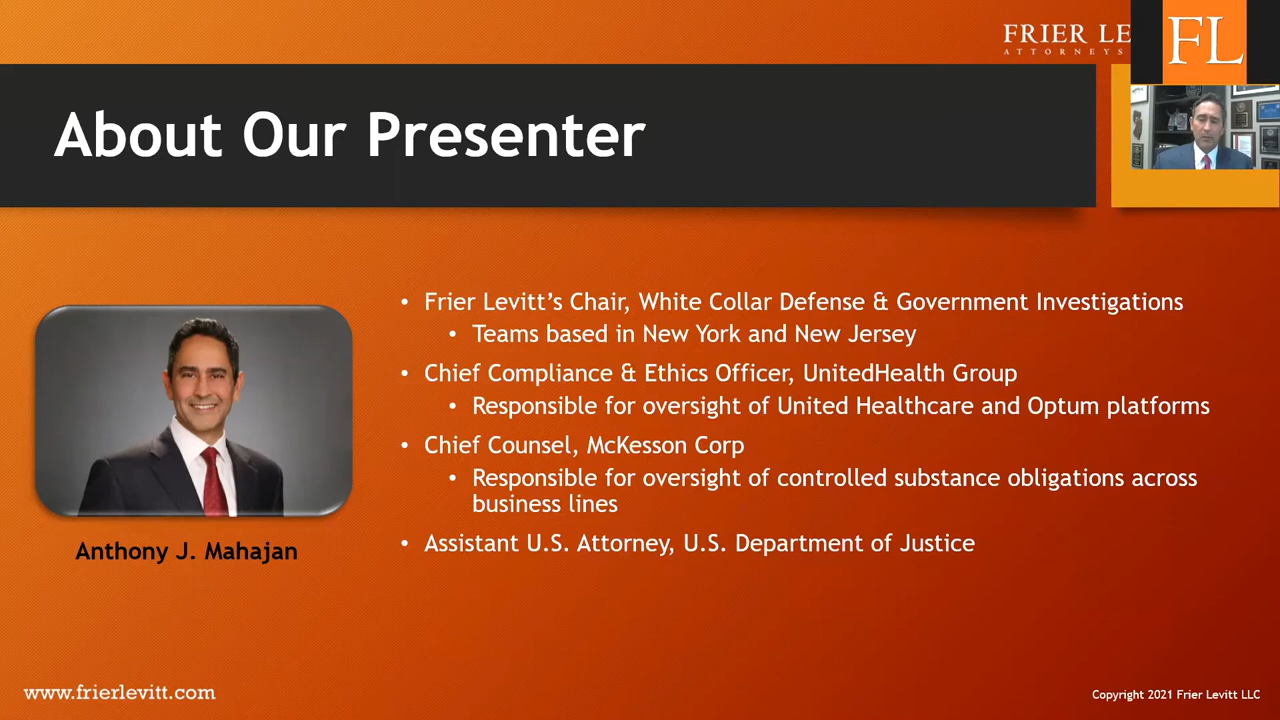 FRIER LE
ATTORNEYS
FL
About Our Presenter
• Frier Levitt’s Chair, White Collar Defense & Government Investigations
• Teams based in New York and New Jersey
• Chief Compliance & Ethics Officer, UnitedHealth Group
• Responsible for oversight of United Healthcare and Optum platforms
• Chief Counsel, McKesson Corp
• Responsible for oversight of controlled substance obligations across
business lines
• Assistant U.S. Attorney, U.S. Department of Justice
Anthony J. Mahajan
www.frierlevitt.com
Copyright 2021 Frier Levitt LLC